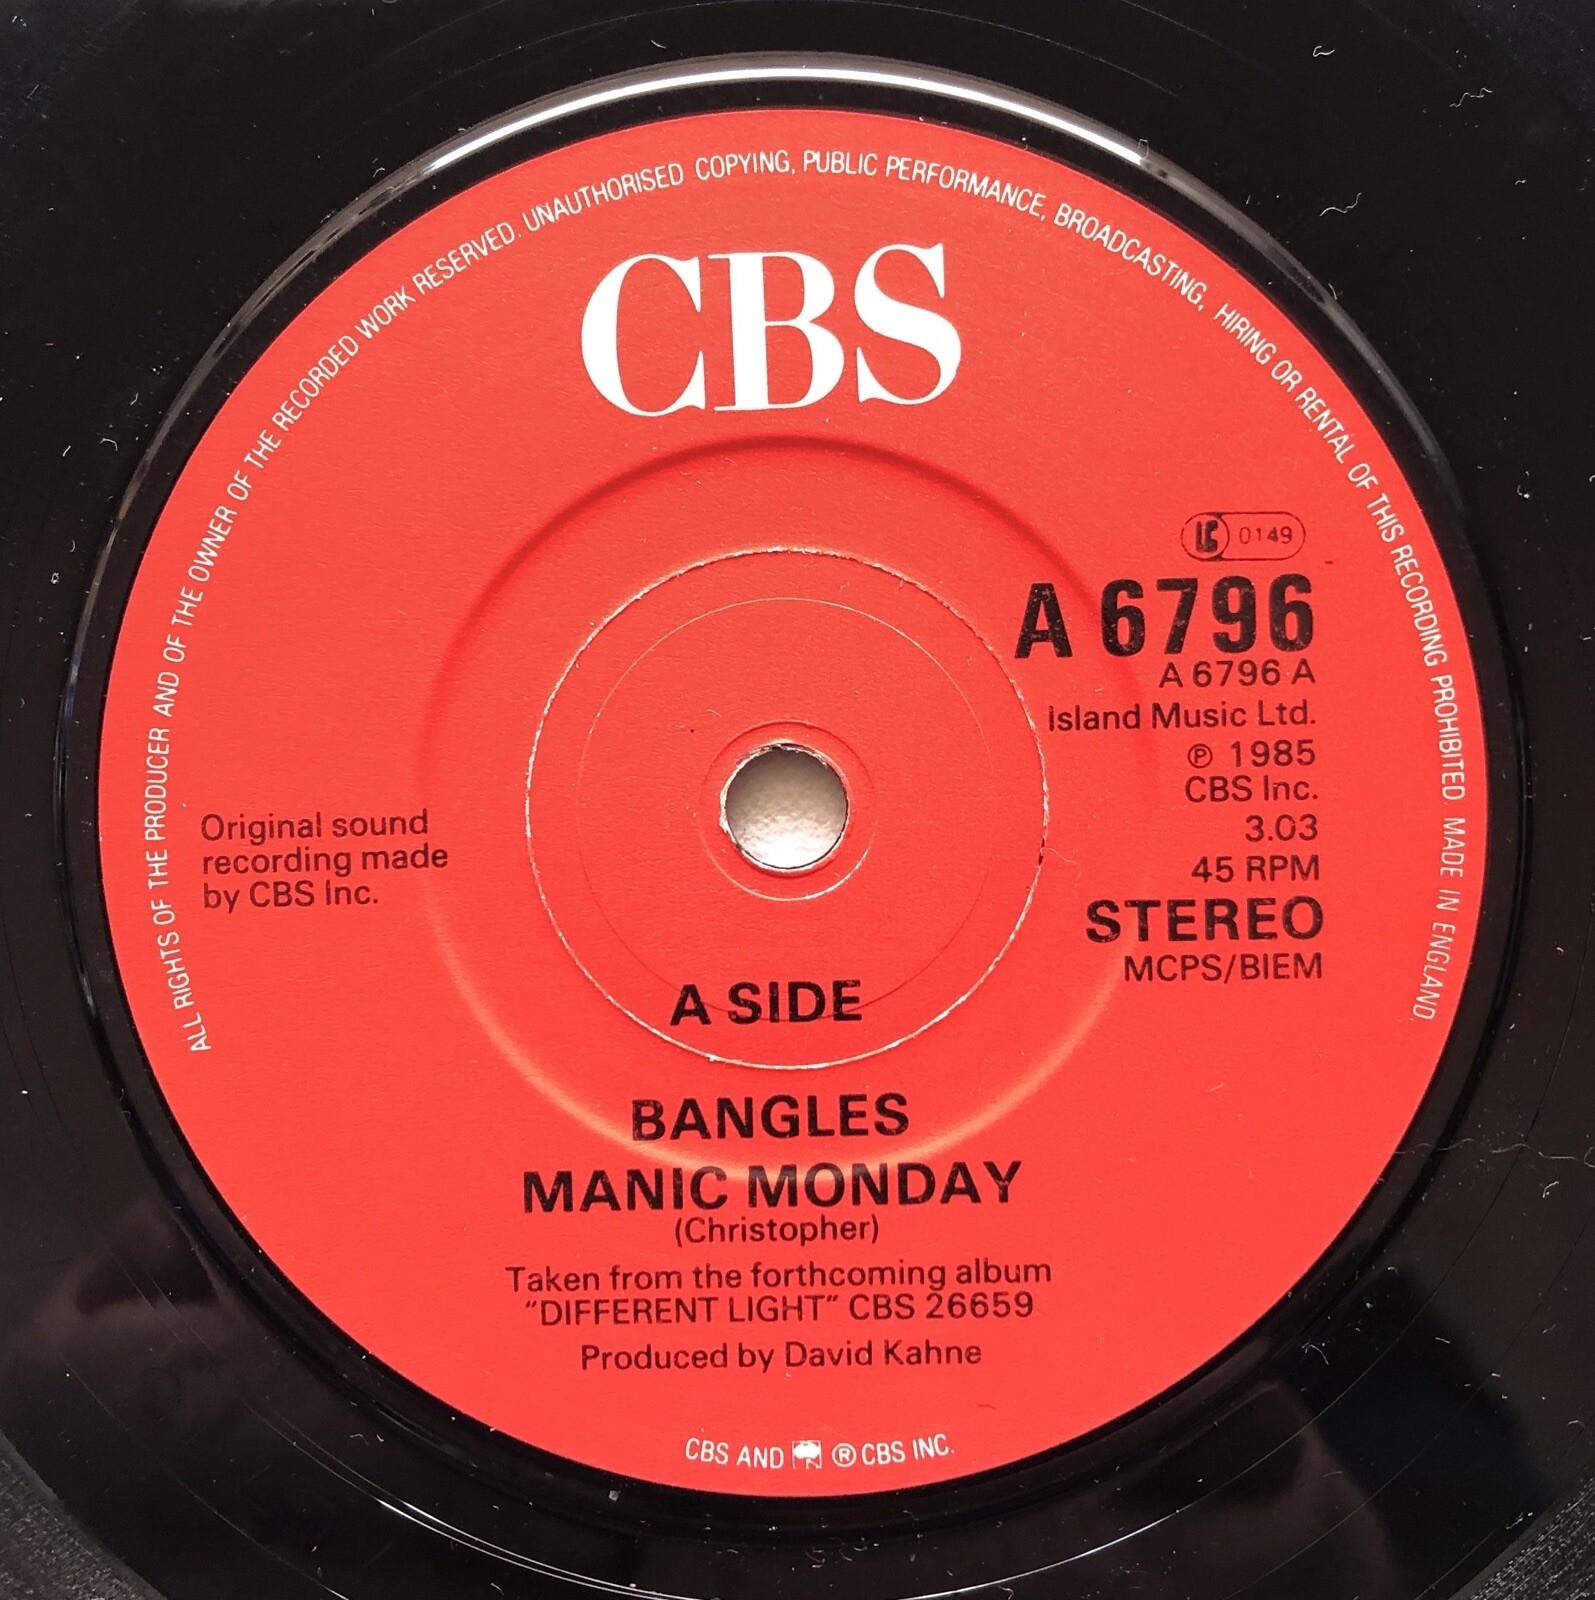 ALL RIGHTS OF THE PRODUCER AND OF THE OWNER OF THE RECORDED WORK RESERVED. UNAUTHORISED COPYING, PUBLIC PERFORMANCE, BROADCASTING, HIRING OR RENTAL OF THIS RECORDING PROHIBITED. MADE IN ENGLAND.
CBS
LC 0149
A 6796
A 6796 A
Island Music Ltd.
℗ 1985
CBS Inc.
3.03
45 RPM
STEREO
MCPS/BIEM
Original sound
recording made
by CBS Inc.
A SIDE
BANGLES
MANIC MONDAY
(Christopher)
Taken from the forthcoming album
"DIFFERENT LIGHT" CBS 26659
Produced by David Kahne
CBS AND ® CBS INC.